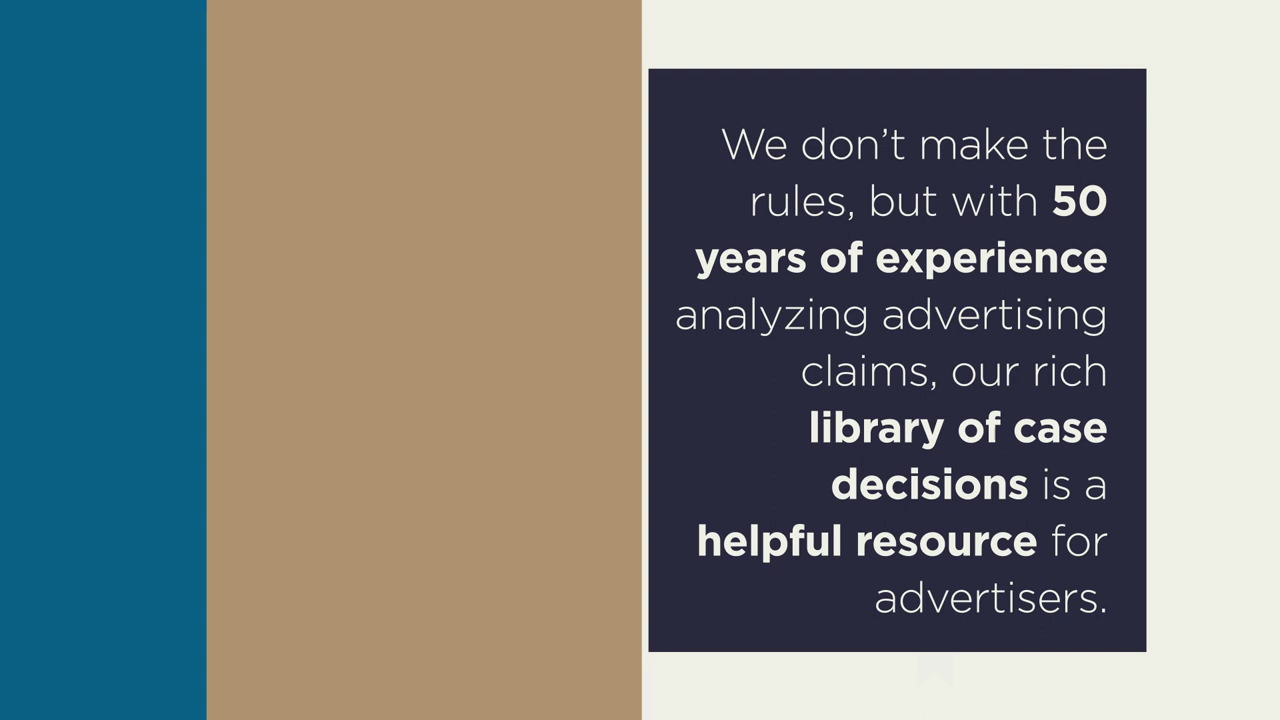 We don’t make the
rules, but with 50
years of experience
analyzing advertising
claims, our rich
library of case
decisions is a
helpful resource for
advertisers.